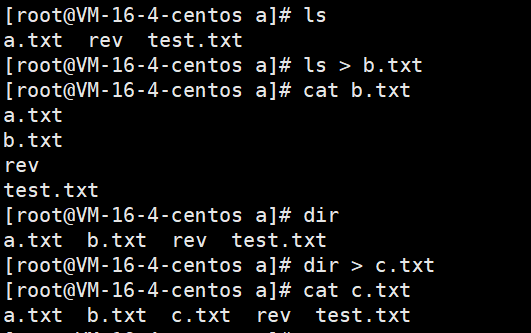 [root@VM-16-4-centos a]# ls
a.txt  rev  test.txt
[root@VM-16-4-centos a]# ls > b.txt
[root@VM-16-4-centos a]# cat b.txt
a.txt
b.txt
rev
test.txt
[root@VM-16-4-centos a]# dir
a.txt  b.txt  rev  test.txt
[root@VM-16-4-centos a]# dir > c.txt
[root@VM-16-4-centos a]# cat c.txt
a.txt  b.txt  c.txt  rev  test.txt